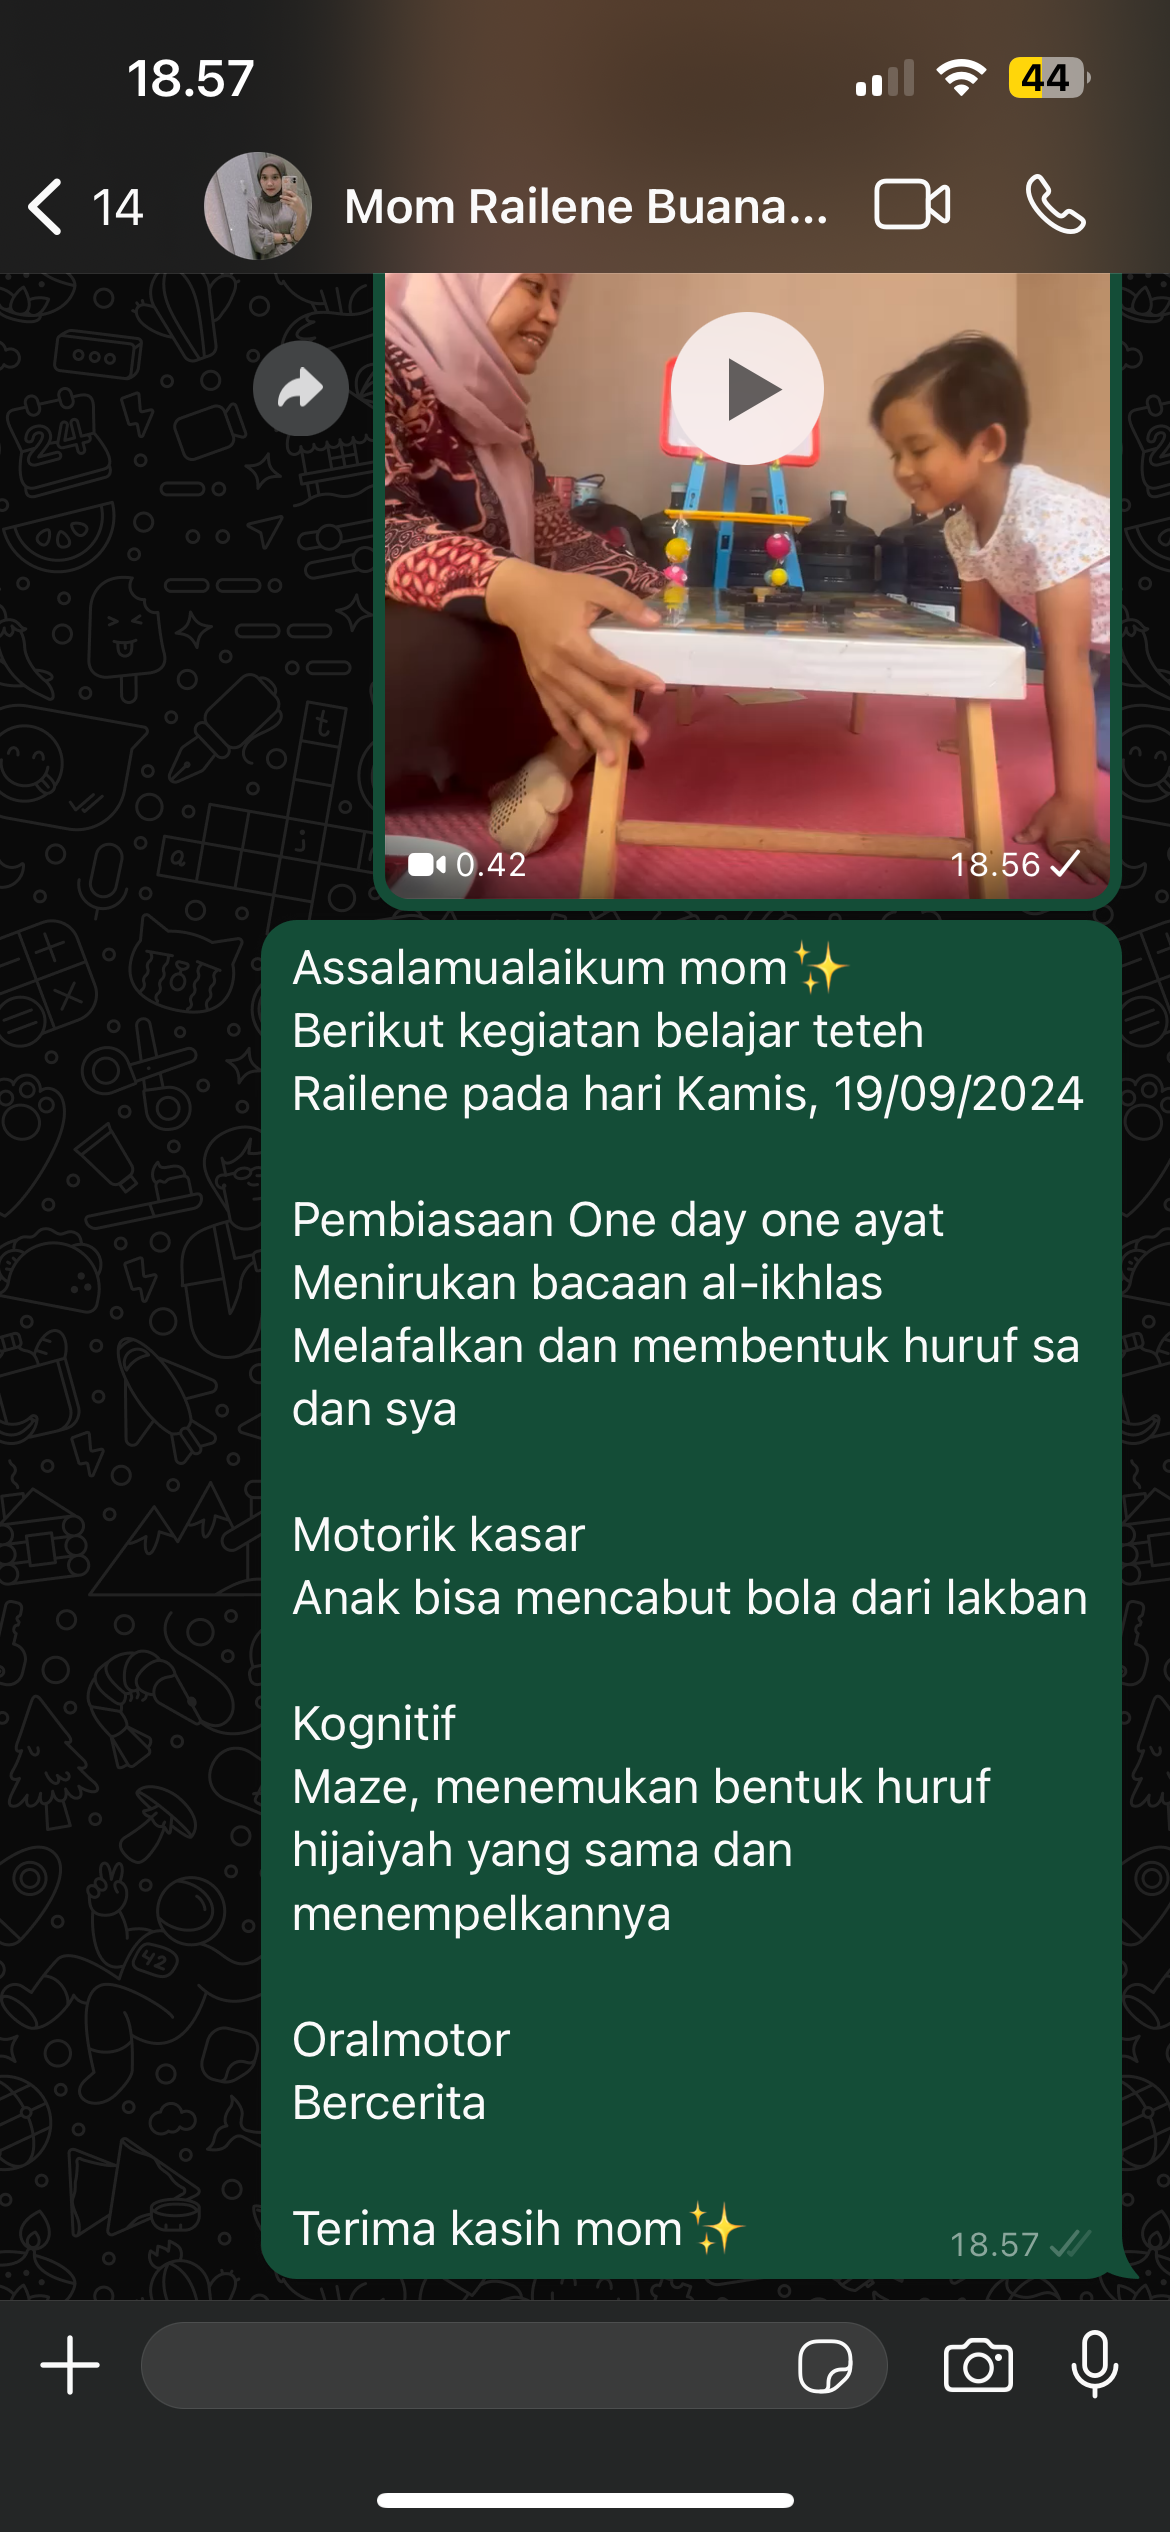 18.57
44
14
Mom Railene Buana...
0.42
18.56
Assalamualaikum mom✨
Berikut kegiatan belajar teteh
Railene pada hari Kamis, 19/09/2024
Pembiasaan One day one ayat
Menirukan bacaan al-ikhlas
Melafalkan dan membentuk huruf sa
dan sya
Motorik kasar
Anak bisa mencabut bola dari lakban
Kognitif
Maze, menemukan bentuk huruf
hijaiyah yang sama dan
menempelkannya
Oralmotor
Bercerita
Terima kasih mom✨
18.57